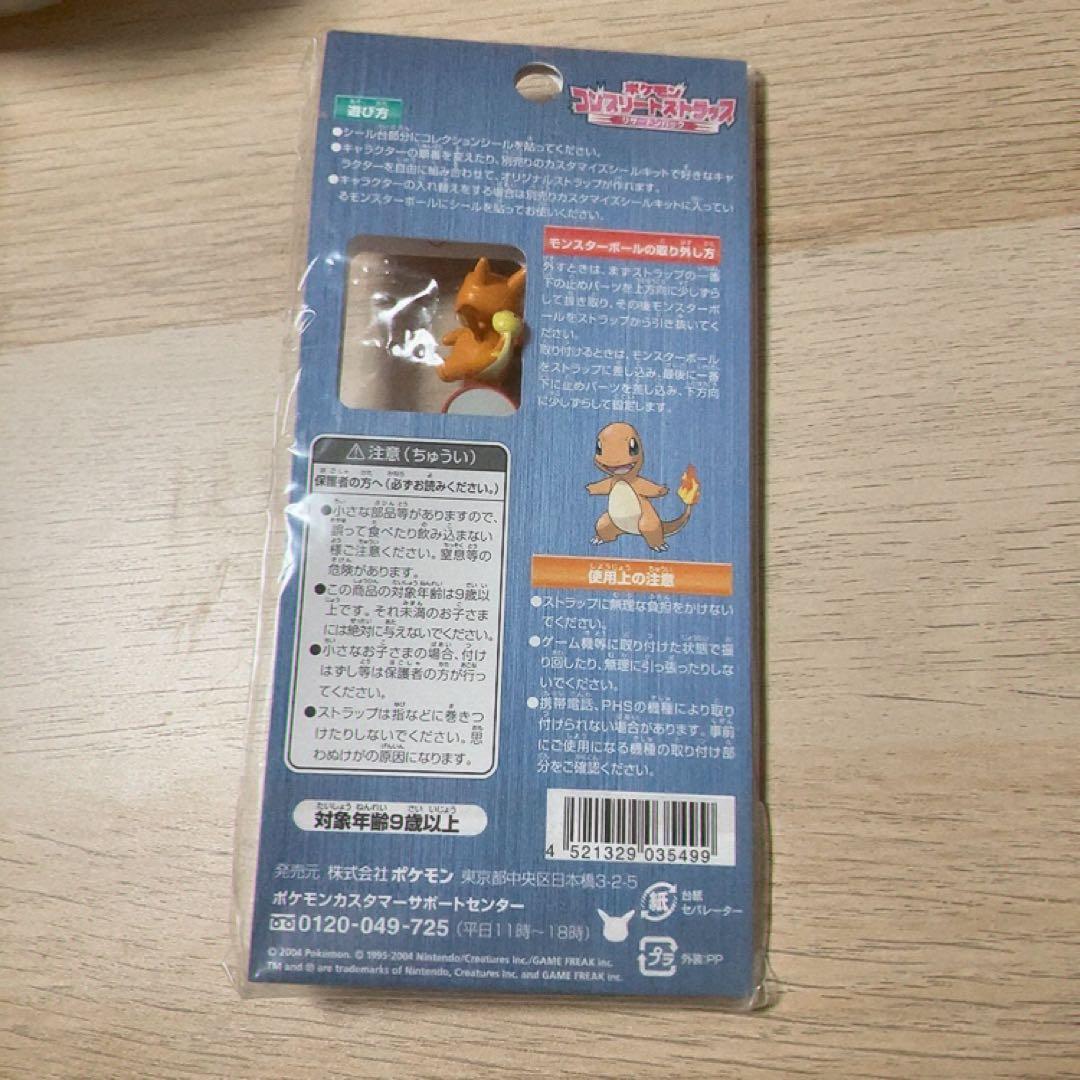 ポケモン
コンプリートストラップ
リザードンパック
遊び方
●シール台部分にコレクションシールを貼ってください。
●キャラクターの順番を変えたり、別売りのカスタマイズシールキットで好きなキャ
ラクターを自由に組み合わせて、オリジナルストラップが作れます。
●キャラクターの入れ替えをする場合は別売りカスタマイズシールキットに入ってい
るモンスターボールにシールを貼ってお使いください。
モンスターボールの取り外し方
外すときは、まずストラップの一番
下の止めパーツを上方向に少しずら
して抜き取り、その後モンスターボ
ールをストラップから引き抜いてく
ださい。
取り付けるときは、モンスターボール
をストラップに差し込み、最後に一番
下に止めパーツを差し込み、下方向
に少しずらして固定します。
⚠注意(ちゅうい)
保護者の方へ(必ずお読みください。)
●小さな部品等がありますので、
誤って食べたり飲み込まない
様ご注意ください。窒息等の
危険があります。
●この商品の対象年齢は9歳以
上です。それ未満のお子さま
には絶対に与えないでください。
●小さなお子さまの場合、付け
はずし等は保護者の方が行っ
てください。
●ストラップは指などに巻きつ
けたりしないでください。思
わぬけがの原因になります。
使用上の注意
●ストラップに無理な負担をかけない
でください。
●ゲーム機等に取り付けた状態で振
り回したり、無理に引っ張ったりしな
いでください。
●携帯電話、PHSの機種により取り
付けられない場合があります。事前
にご使用になる機種の取り付け部
分をご確認ください。
たいしょう ねんれい さい いじょう
対象年齢9歳以上
4 521329 035499
発売元 株式会社ポケモン 東京都中央区日本橋3-2-5
ポケモンカスタマーサポートセンター
0120-049-725 (平日11時〜18時)
紙
台紙
セパレーター
プラ
外装:PP
© 2004 Pokémon. © 1995-2004 Nintendo/Creatures Inc./GAME FREAK inc.
TM and ® are trademarks of Nintendo, Creatures Inc. and GAME FREAK inc.